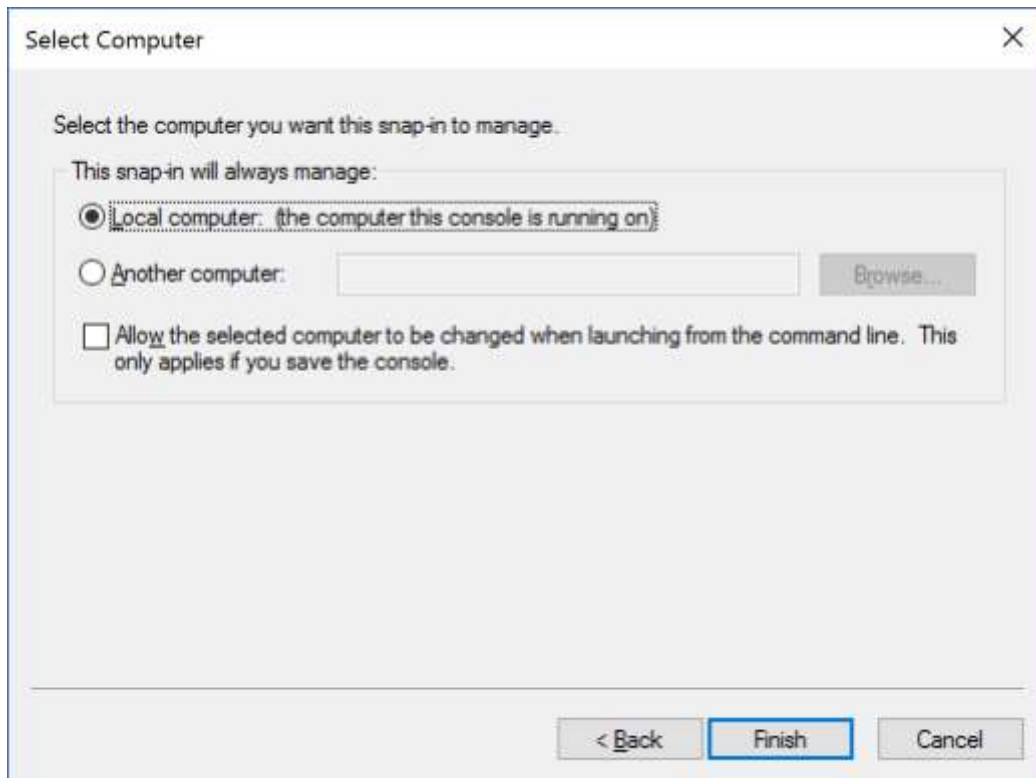 Select Computer
Select the computer you want this snap-in to manage.
This snap-in will always manage:
Local computer: (the computer this console is running on)
Another computer:
Browse...
Allow the selected computer to be changed when launching from the command line. This
only applies if you save the console.
< Back
Finish
Cancel